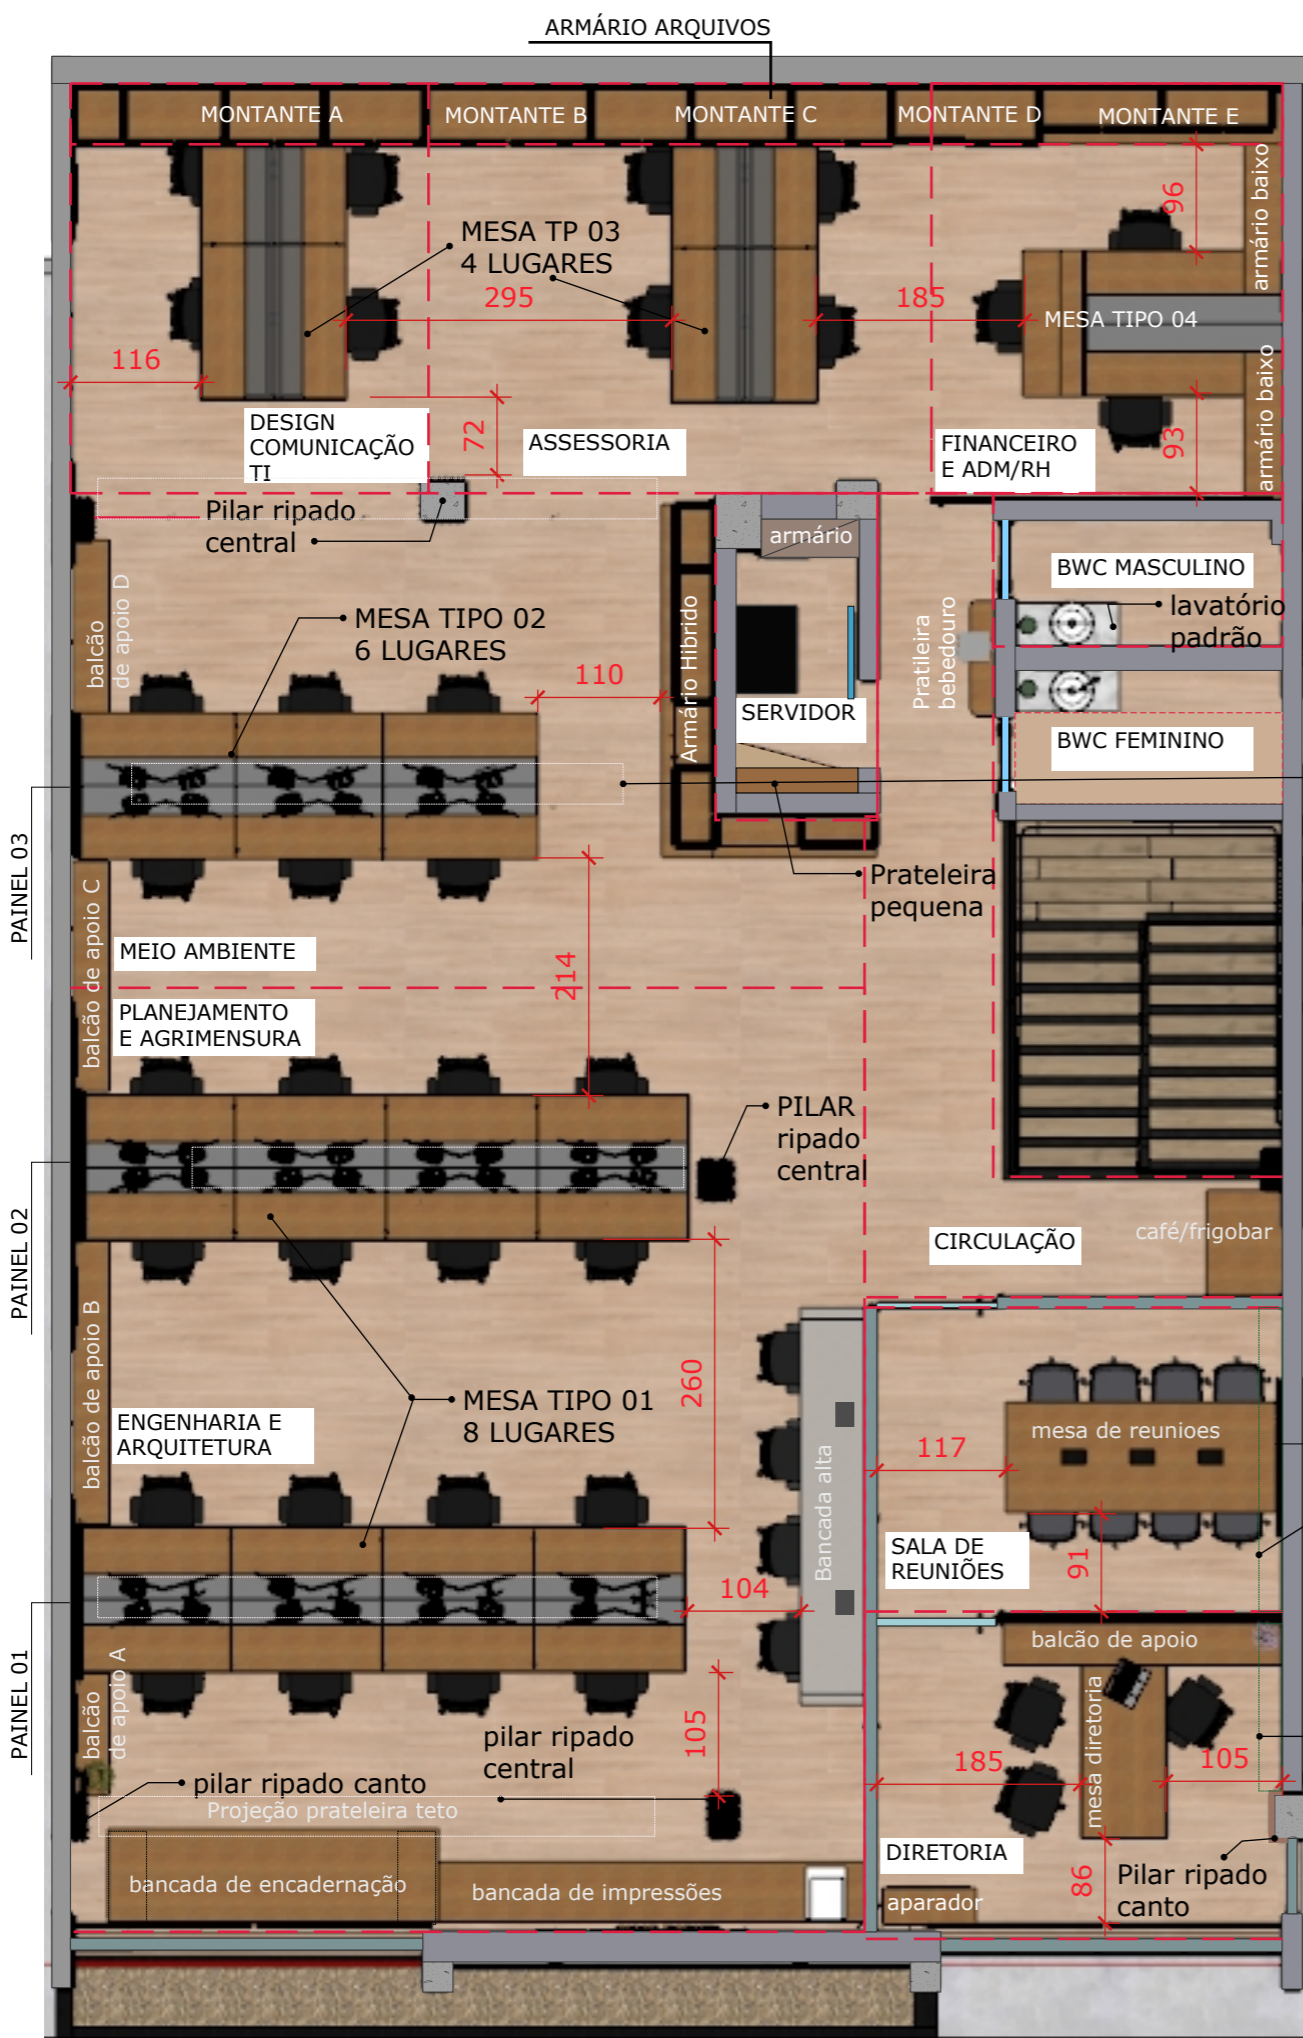 ARMÁRIO ARQUIVOS
MONTANTE A
MONTANTE B
MONTANTE C
MONTANTE D
MONTANTE E
96
armário baixo
MESA TP 03
4 LUGARES
295
185
MESA TIPO 04
116
72
armário baixo
93
DESIGN
COMUNICAÇÃO
TI
ASSESSORIA
FINANCEIRO
E ADM/RH
Pilar ripado
central
armário
BWC MASCULINO
lavatório
padrão
balcão
de apoio D
MESA TIPO 02
6 LUGARES
110
Armário Hibrido
SERVIDOR
Pratileira
bebedouro
BWC FEMININO
PAINEL 03
Prateleira
pequena
balcão de apoio C
MEIO AMBIENTE
214
PLANEJAMENTO
E AGRIMENSURA
PILAR
ripado
central
PAINEL 02
CIRCULAÇÃO
café/frigobar
balcão de apoio B
260
MESA TIPO 01
8 LUGARES
ENGENHARIA E
ARQUITETURA
Bancada alta
117
mesa de reunioes
SALA DE
REUNIÕES
91
104
PAINEL 01
balcão
de apoio A
balcão de apoio
105
pilar ripado
central
mesa diretoria
185
105
pilar ripado canto
Projeção prateleira teto
DIRETORIA
86
Pilar ripado
canto
bancada de encadernação
bancada de impressões
aparador